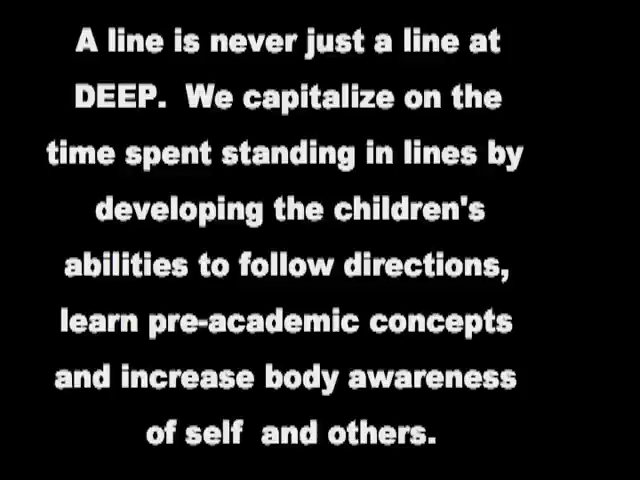 A line is never just a line at
DEEP.  We capitalize on the
time spent standing in lines by
developing the children's
abilities to follow directions,
learn pre-academic concepts
and increase body awareness
of self  and others.